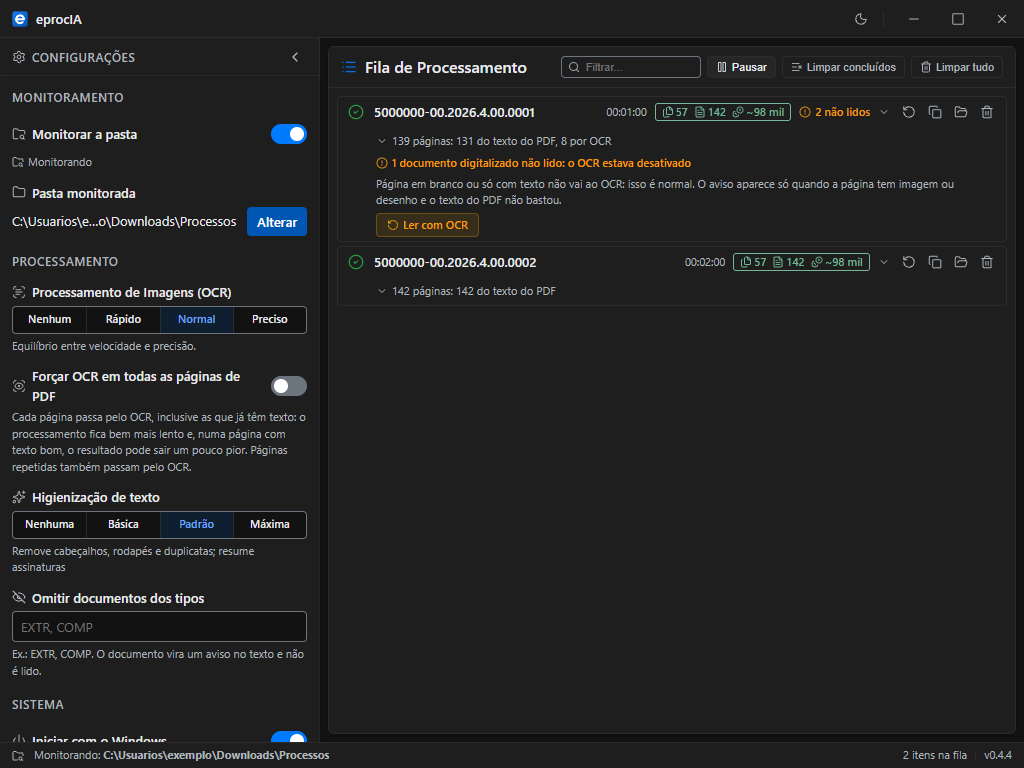 eprocIA
CONFIGURAÇÕES
MONITORAMENTO
Monitorar a pasta
Monitorando
Pasta monitorada
C:\Usuarios\e...o\Downloads\Processos
Alterar
PROCESSAMENTO
Processamento de Imagens (OCR)
Nenhum Rápido Normal Preciso
Equilíbrio entre velocidade e precisão.
Forçar OCR em todas as páginas de
PDF
Cada página passa pelo OCR, inclusive as que já têm texto: o
processamento fica bem mais lento e, numa página com
texto bom, o resultado pode sair um pouco pior. Páginas
repetidas também passam pelo OCR.
Higienização de texto
Nenhuma Básica Padrão Máxima
Remove cabeçalhos, rodapés e duplicatas; resume
assinaturas
Omitir documentos dos tipos
EXTR, COMP
Ex.: EXTR, COMP. O documento vira um aviso no texto e não
é lido.
SISTEMA
Iniciar com o Windows
Fila de Processamento
Filtrar...
Pausar
Limpar concluídos
Limpar tudo
5000000-00.2026.4.00.0001 00:01:00 57 142 ~98 mil 2 não lidos
139 páginas: 131 do texto do PDF, 8 por OCR
1 documento digitalizado não lido: o OCR estava desativado
Página em branco ou só com texto não vai ao OCR: isso é normal. O aviso aparece só quando a página tem imagem ou
desenho e o texto do PDF não bastou.
Ler com OCR
5000000-00.2026.4.00.0002 00:02:00 57 142 ~98 mil
142 páginas: 142 do texto do PDF
Monitorando: C:\Usuarios\exemplo\Downloads\Processos
2 itens na fila v0.4.4